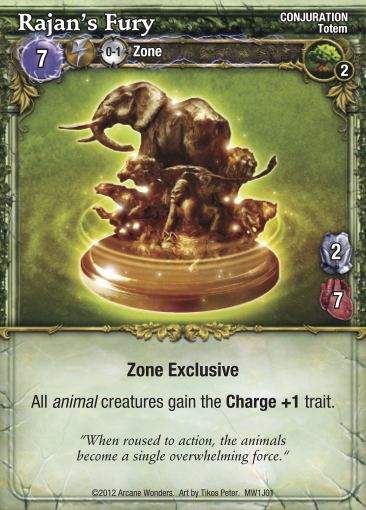 Rajan's Fury
CONJURATION
Totem
7
0-1
Zone
2
2
7
Zone Exclusive
All animal creatures gain the Charge +1 trait.
"When roused to action, the animals
become a single overwhelming force."
©2012 Arcane Wonders. Art by Tikos Peter. MW1J01